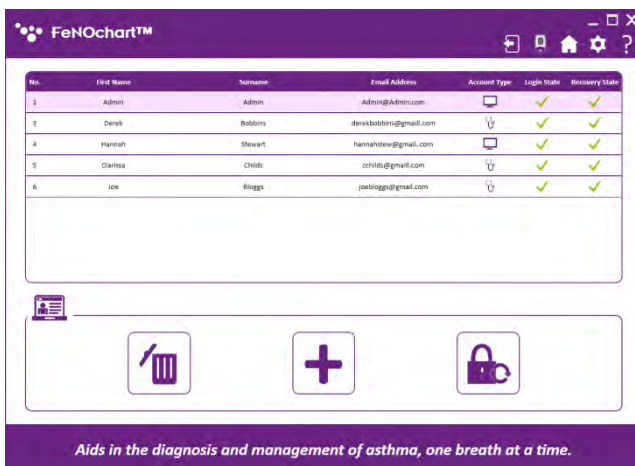 FeNOchart™
No. First Name Surname Email Address Account Type Login State Recovery State
1 Admin Admin Admin@Admin.com
3 Derek Bobbins derekbobbins@gmaill.com
4 Hannah Stewart hannahstew@gmail.com
5 Clarissa Childs cchilds@gmaill.com
6 Joe Bloggs joebloggs@gmail.com
Aids in the diagnosis and management of asthma, one breath at a time.